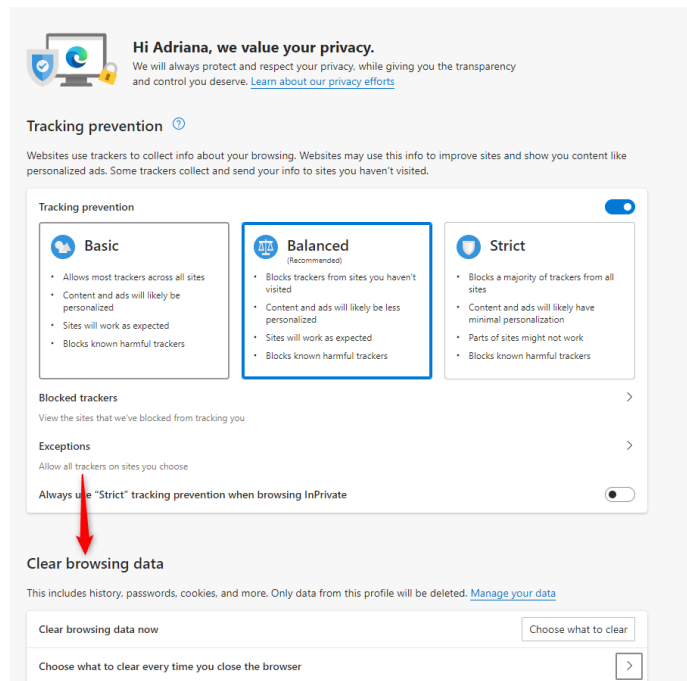 Hi Adriana, we value your privacy.
We will always protect and respect your privacy, while giving you the transparency
and control you deserve. Learn about our privacy efforts
Tracking prevention ?
Websites use trackers to collect info about your browsing. Websites may use this info to improve sites and show you content like
personalized ads. Some trackers collect and send your info to sites you haven't visited.
Tracking prevention
Basic
• Allows most trackers across all sites
• Content and ads will likely be
personalized
• Sites will work as expected
• Blocks known harmful trackers
Balanced
(Recommended)
• Blocks trackers from sites you haven't
visited
• Content and ads will likely be less
personalized
• Sites will work as expected
• Blocks known harmful trackers
Strict
• Blocks a majority of trackers from all
sites
• Content and ads will likely have
minimal personalization
• Parts of sites might not work
• Blocks known harmful trackers
Blocked trackers
View the sites that we've blocked from tracking you
Exceptions
Allow all trackers on sites you choose
Always use "Strict" tracking prevention when browsing InPrivate
Clear browsing data
This includes history, passwords, cookies, and more. Only data from this profile will be deleted. Manage your data
Clear browsing data now
Choose what to clear
Choose what to clear every time you close the browser